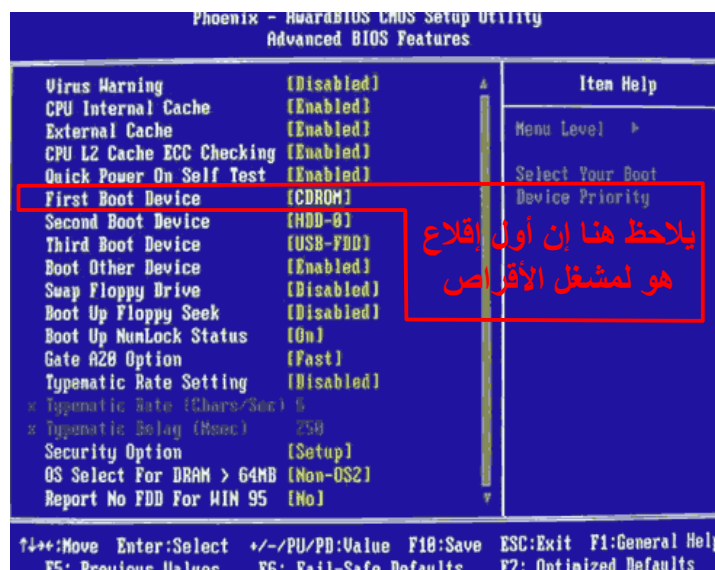 Phoenix - AwardBIOS CMOS Setup Utility
Advanced BIOS Features
Virus Warning [Disabled]
CPU Internal Cache [Enabled]
External Cache [Enabled]
CPU L2 Cache ECC Checking [Enabled]
Quick Power On Self Test [Enabled]
First Boot Device [CDROM]
Second Boot Device [HDD-0]
Third Boot Device [USB-FDD]
Boot Other Device [Enabled]
Swap Floppy Drive [Disabled]
Boot Up Floppy Seek [Disabled]
Boot Up NumLock Status [On]
Gate A20 Option [Fast]
Typematic Rate Setting [Disabled]
x Typematic Rate (Chars/Sec) 6
x Typematic Delay (Msec) 250
Security Option [Setup]
OS Select For DRAM > 64MB [Non-OS2]
Report No FDD For WIN 95 [No]
Item Help
Menu Level ▸
Select Your Boot
Device Priority
يلاحظ هنا إن أول إقلاع
هو لمشغل الأقراص
↑↓→←:Move Enter:Select +/-/PU/PD:Value F10:Save ESC:Exit F1:General Help
F5: Previous Values F6: Fail-Safe Defaults F7: Optimized Defaults